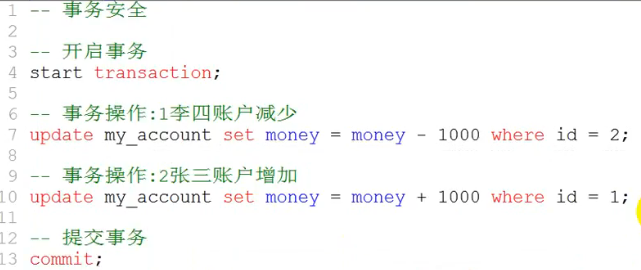 1 -- 事务安全
2
3 -- 开启事务
4 start transaction;
5
6 -- 事务操作:1李四账户减少
7 update my_account set money = money - 1000 where id = 2;
8
9 -- 事务操作:2张三账户增加
10 update my_account set money = money + 1000 where id = 1;
11
12 -- 提交事务
13 commit;